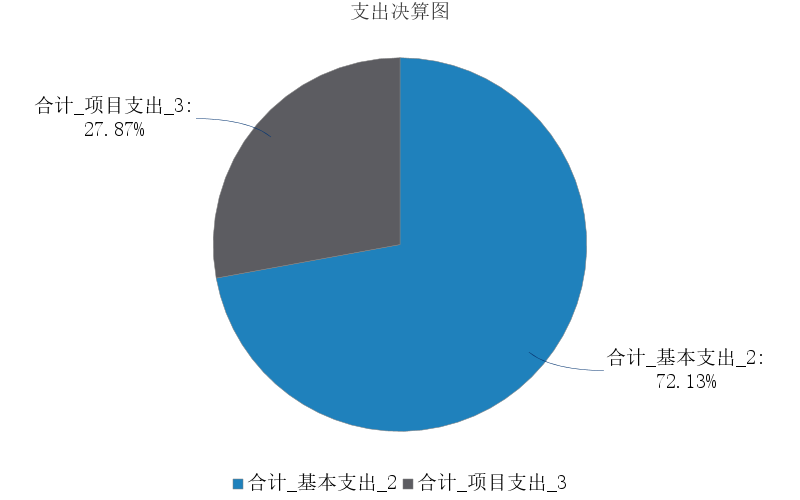 支出决算图
合计_项目支出_3:
27.87%
合计_基本支出_2:
72.13%
合计_基本支出_2 合计_项目支出_3